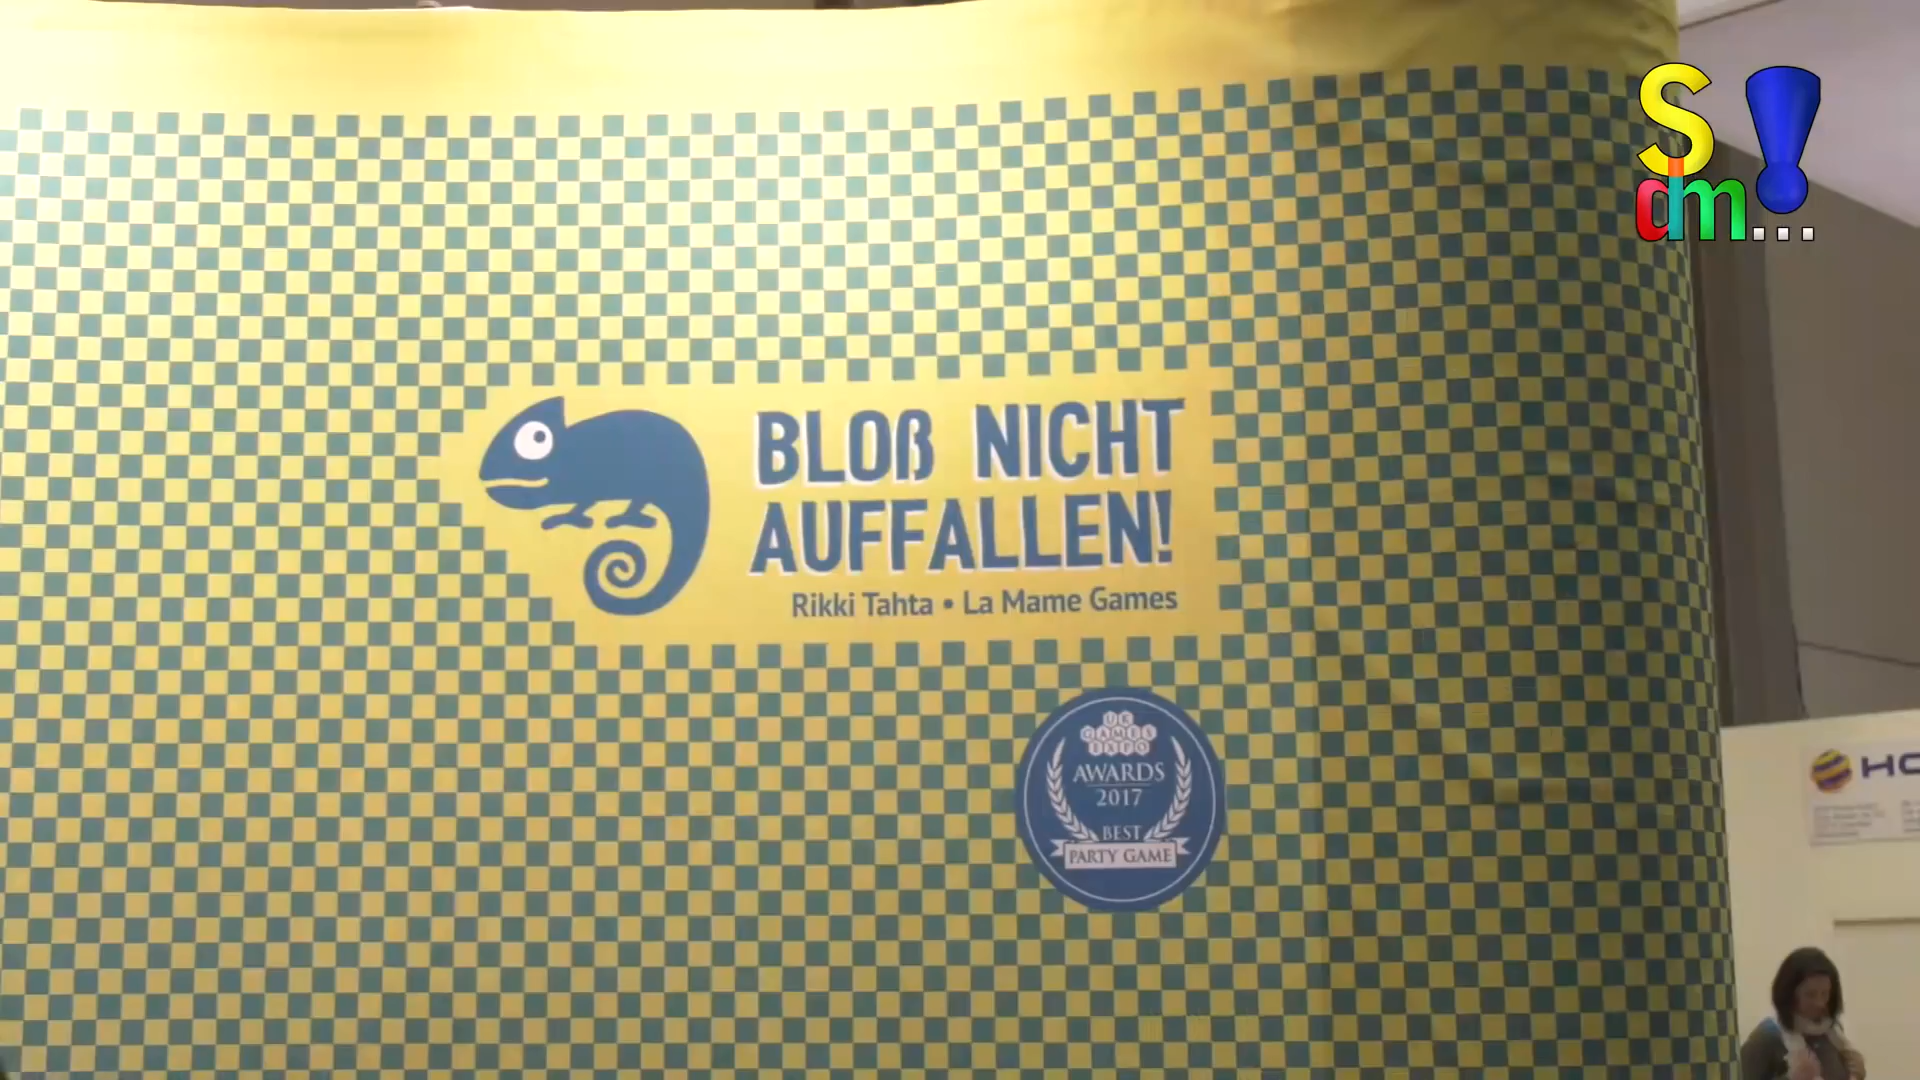 S!
dm...
BLOß NICHT
AUFFALLEN!
Rikki Tahta • La Mame Games
UK
GAMES
EXPO
AWARDS
2017
BEST
PARTY GAME